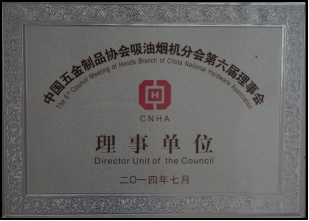 中国五金制品协会吸油烟机分会第六届理事会
The 6th Council Meeting of Hoods Branch of China National Hardware Association
CNHA
理事单位
Director Unit of the Council
二〇一四年七月